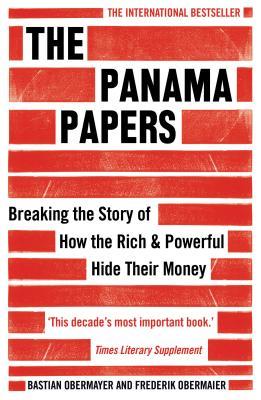 THE INTERNATIONAL BESTSELLER
THE
PANAMA
PAPERS
Breaking the Story of
How the Rich & Powerful
Hide Their Money
‘This decade’s most important book.’
Times Literary Supplement
BASTIAN OBERMAYER AND FREDERIK OBERMAIER